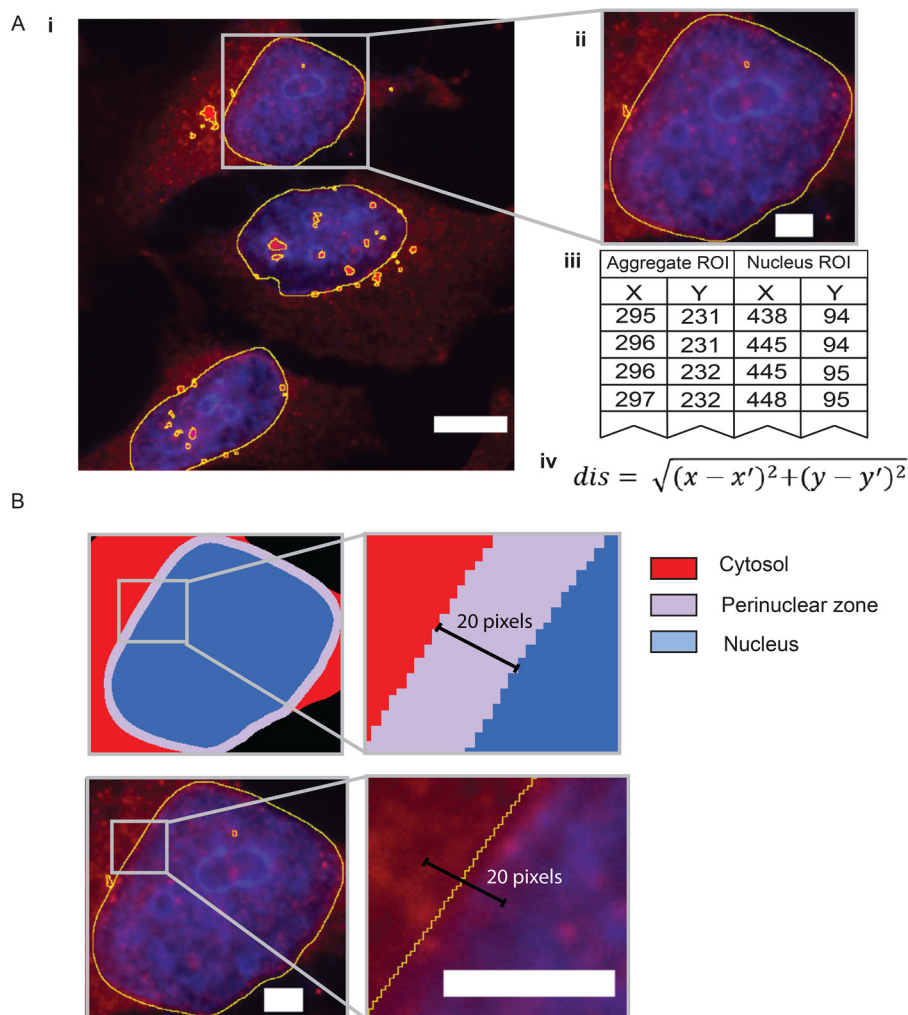 A
i
ii
iii
Aggregate ROI Nucleus ROI
X Y X Y
295 231 438 94
296 231 445 94
296 232 445 95
297 232 448 95
iv
dis = √(x − x′)²+(y − y′)²
B
20 pixels
Cytosol
Perinuclear zone
Nucleus
20 pixels